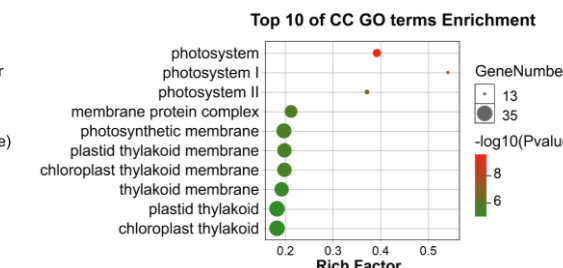 Top 10 of CC GO terms Enrichment
photosystem
photosystem I
photosystem II
membrane protein complex
photosynthetic membrane
plastid thylakoid membrane
chloroplast thylakoid membrane
thylakoid membrane
plastid thylakoid
chloroplast thylakoid
0.2 0.3 0.4 0.5
Rich Factor
GeneNumbe
13
35
-log10(Pvalu
8
6
r
e)